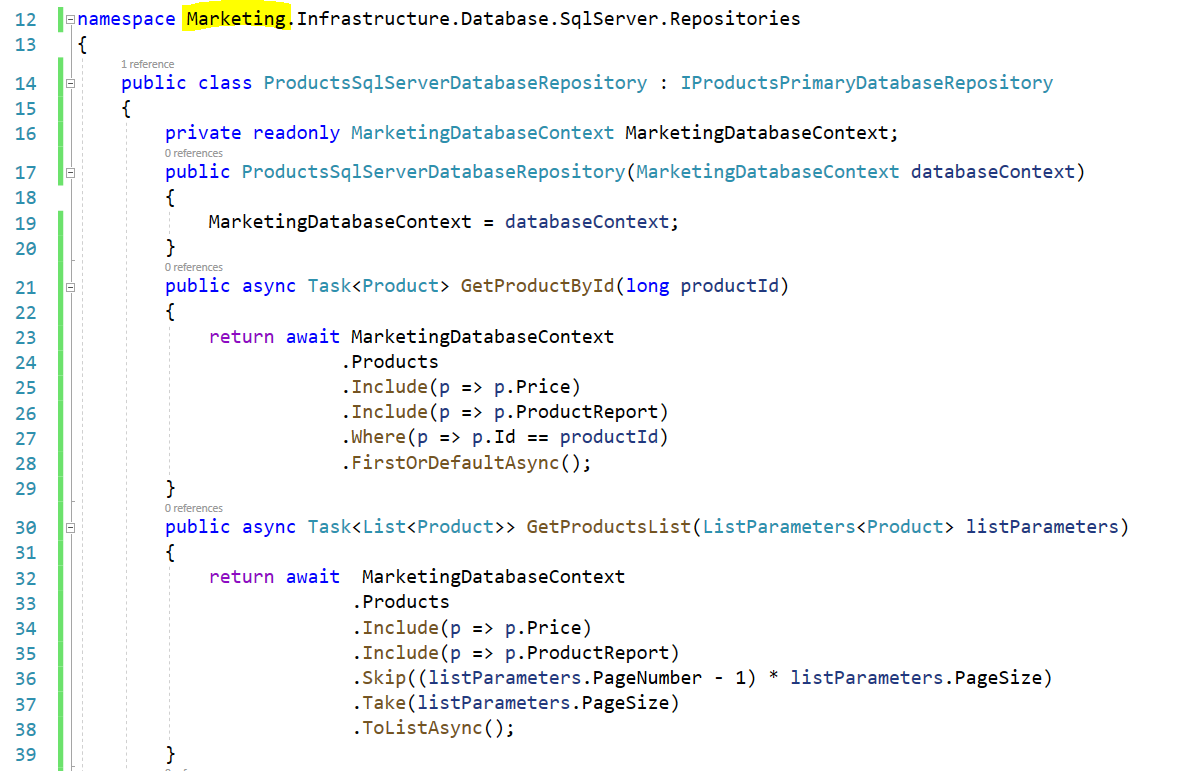 12 namespace Marketing.Infrastructure.Database.SqlServer.Repositories
13 {
1 reference
14 public class ProductsSqlServerDatabaseRepository : IProductsPrimaryDatabaseRepository
15 {
16 private readonly MarketingDatabaseContext MarketingDatabaseContext;
0 references
17 public ProductsSqlServerDatabaseRepository(MarketingDatabaseContext databaseContext)
18 {
19 MarketingDatabaseContext = databaseContext;
20 }
0 references
21 public async Task<Product> GetProductById(long productId)
22 {
23 return await MarketingDatabaseContext
24 .Products
25 .Include(p => p.Price)
26 .Include(p => p.ProductReport)
27 .Where(p => p.Id == productId)
28 .FirstOrDefaultAsync();
29 }
0 references
30 public async Task<List<Product>> GetProductsList(ListParameters<Product> listParameters)
31 {
32 return await  MarketingDatabaseContext
33 .Products
34 .Include(p => p.Price)
35 .Include(p => p.ProductReport)
36 .Skip((listParameters.PageNumber - 1) * listParameters.PageSize)
37 .Take(listParameters.PageSize)
38 .ToListAsync();
39 }